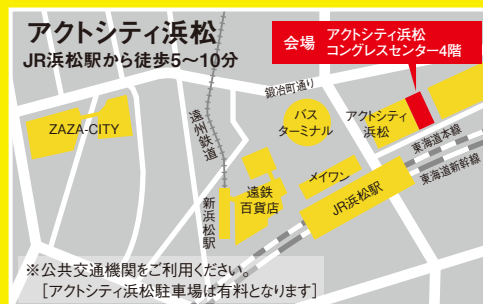 アクトシティ浜松
JR浜松駅から徒歩5〜10分
会場 アクトシティ浜松
コングレスセンター4階
鍛冶町通り
ZAZA-CITY
遠州鉄道
バス
ターミナル
アクトシティ
浜松
東海道本線
東海道新幹線
メイワン
JR浜松駅
遠鉄
百貨店
新浜松駅
※公共交通機関をご利用ください。
［アクトシティ浜松駐車場は有料となります］